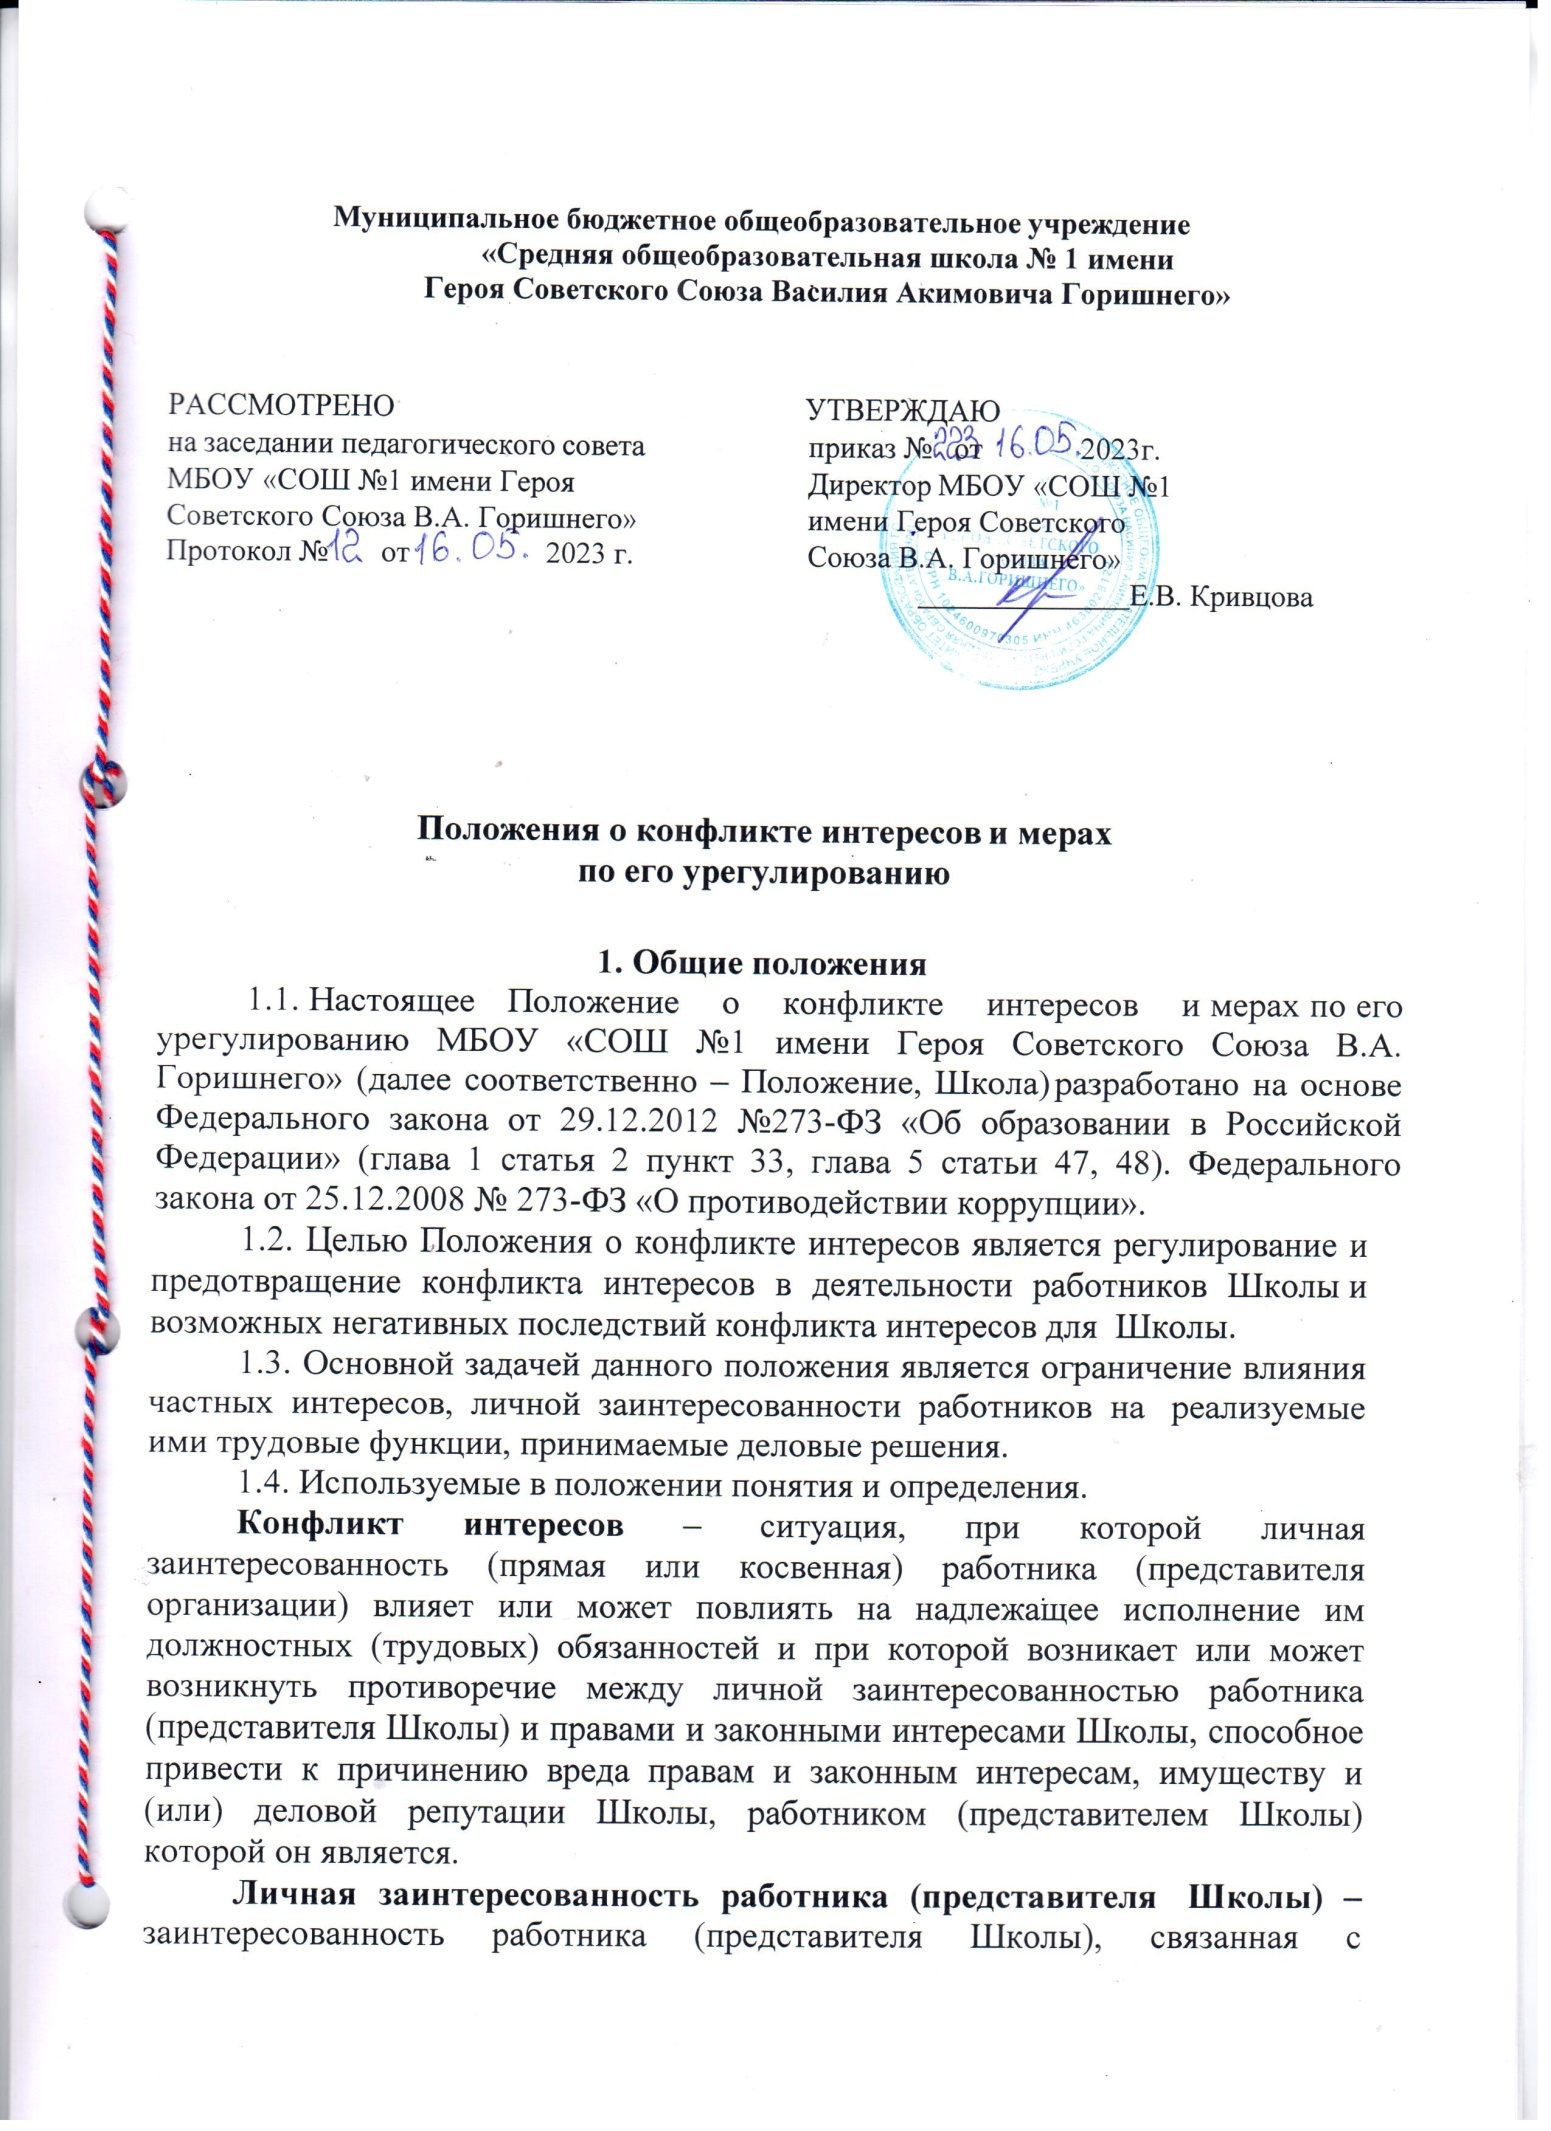 Муниципальное бюджетное общеобразовательное учреждение
«Средняя общеобразовательная школа № 1 имени
Героя Советского Союза Василия Акимовича Горишнего»
РАССМОТРЕНО
на заседании педагогического совета
МБОУ «СОШ №1 имени Героя
Советского Союза В.А. Горишнего»
Протокол № 12 от 16.05. 2023 г.
УТВЕРЖДАЮ
приказ № 223 от 16.05.2023г.
Директор МБОУ «СОШ №1
имени Героя Советского
Союза В.А. Горишнего»
Е.В. Кривцова
В.А.ГОРИШНЕГО»
Положения о конфликте интересов и мерах
по его урегулированию
1. Общие положения
1.1. Настоящее Положение о конфликте интересов и мерах по его
урегулированию МБОУ «СОШ №1 имени Героя Советского Союза В.А.
Горишнего» (далее соответственно – Положение, Школа) разработано на основе
Федерального закона от 29.12.2012 №273-ФЗ «Об образовании в Российской
Федерации» (глава 1 статья 2 пункт 33, глава 5 статьи 47, 48). Федерального
закона от 25.12.2008 № 273-ФЗ «О противодействии коррупции».
1.2. Целью Положения о конфликте интересов является регулирование и
предотвращение конфликта интересов в деятельности работников Школы и
возможных негативных последствий конфликта интересов для Школы.
1.3. Основной задачей данного положения является ограничение влияния
частных интересов, личной заинтересованности работников на реализуемые
ими трудовые функции, принимаемые деловые решения.
1.4. Используемые в положении понятия и определения.
Конфликт интересов – ситуация, при которой личная
заинтересованность (прямая или косвенная) работника (представителя
организации) влияет или может повлиять на надлежащее исполнение им
должностных (трудовых) обязанностей и при которой возникает или может
возникнуть противоречие между личной заинтересованностью работника
(представителя Школы) и правами и законными интересами Школы, способное
привести к причинению вреда правам и законным интересам, имуществу и
(или) деловой репутации Школы, работником (представителем Школы)
которой он является.
Личная заинтересованность работника (представителя Школы) –
заинтересованность работника (представителя Школы), связанная с